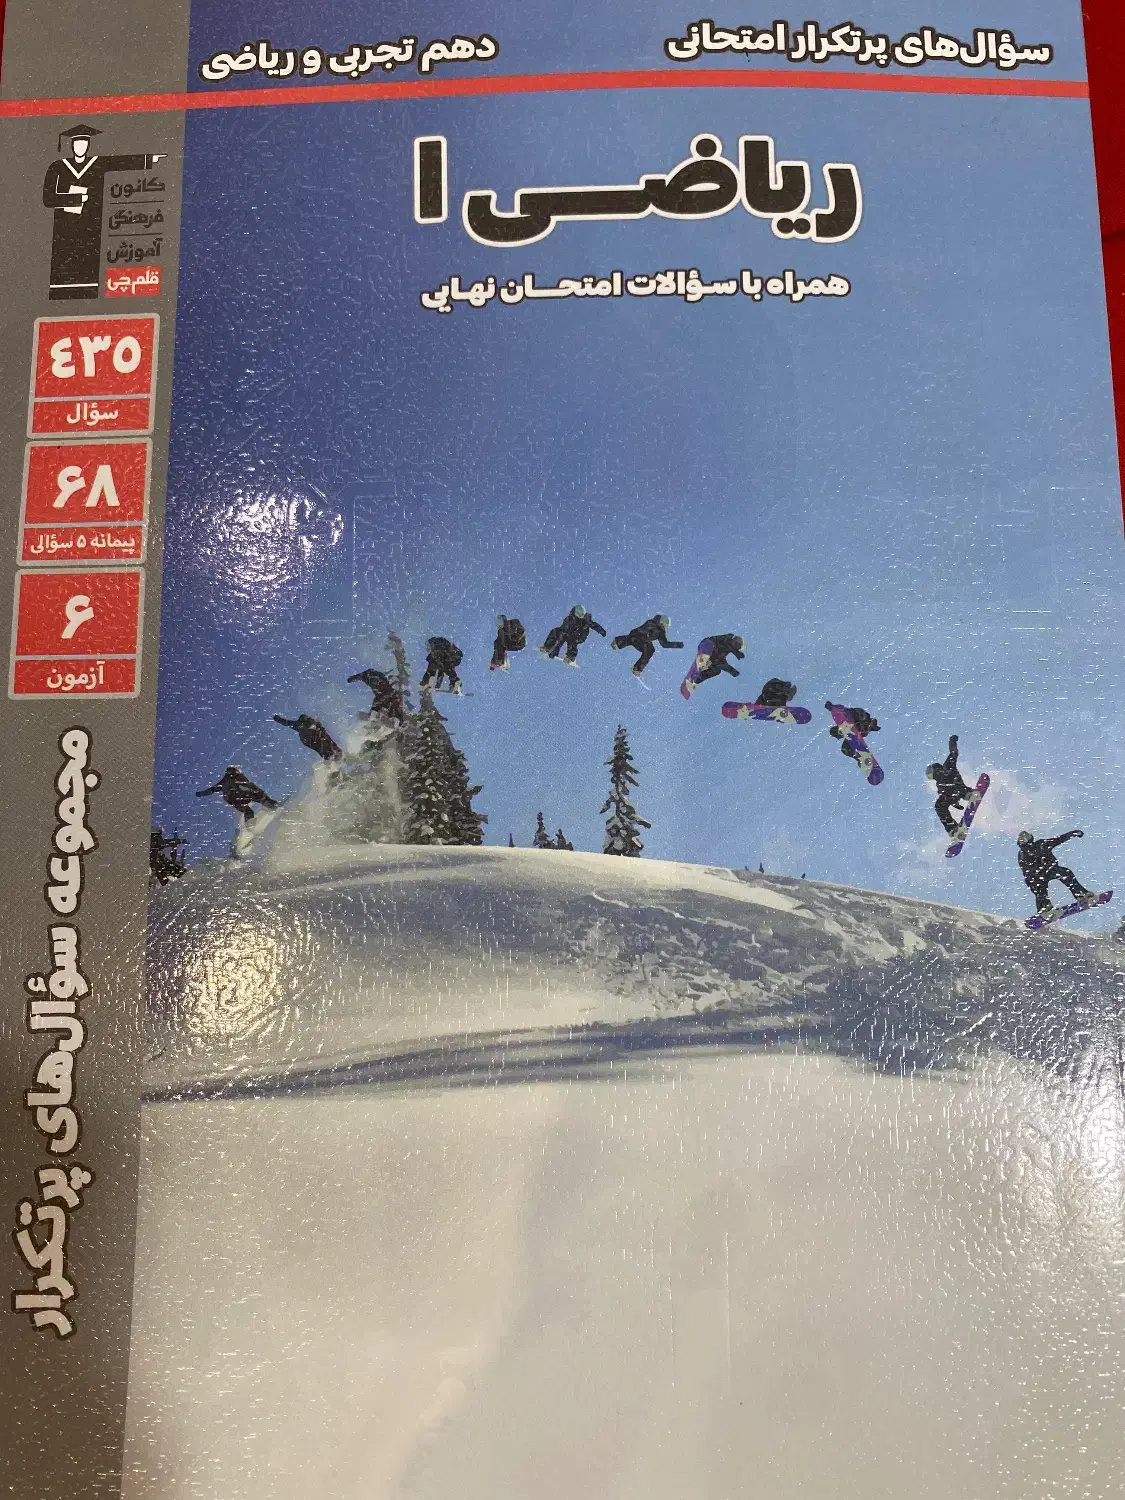 سؤال‌های پرتکرار امتحانی
دهم تجربی و ریاضی
ریاضی ۱
همراه با سؤالات امتحان نهایی
کانون
فرهنگی
آموزش
قلم‌چی
٤٣٥
سؤال
۶۸
پیمانه ۵ سؤالی
۶
آزمون
مجموعه سؤال‌های پرتکرار